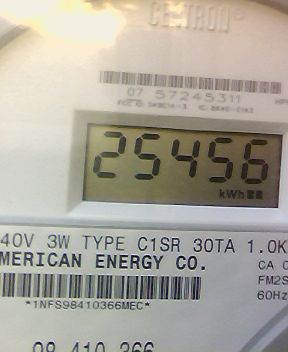 CENTRON®
07 57245311
25456
kWh
40V 3W TYPE C1SR 30TA 1.0K
MERICAN ENERGY CO.
CA 0
FM2S
60Hz
*1NFS98410366MEC*
98 410 366